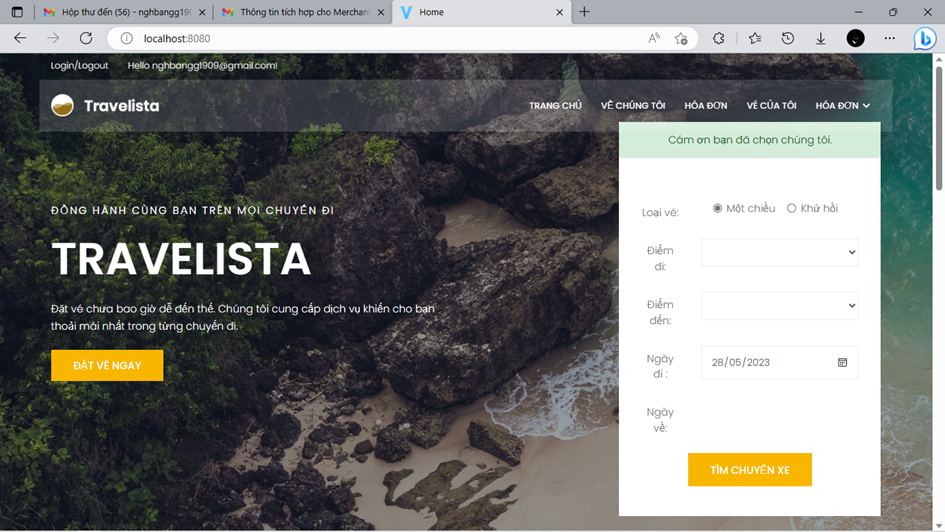 Hộp thư đến (56) - nghbangg190
Thông tin tích hợp cho Merchant
Home
localhost:8080
Login/Logout
Hello nghbangg1909@gmail.com!
Travelista
TRANG CHỦ
VỀ CHÚNG TÔI
HÓA ĐƠN
VÉ CỦA TÔI
HÓA ĐƠN
Cám ơn bạn đã chọn chúng tôi.
ĐỒNG HÀNH CÙNG BẠN TRÊN MỌI CHUYẾN ĐI
TRAVELISTA
Đặt vé chưa bao giờ dễ đến thế. Chúng tôi cung cấp dịch vụ khiến cho bạn
thoải mái nhất trong từng chuyến đi.
ĐẶT VÉ NGAY
Loại vé:
Một chiều
Khứ hồi
Điểm
đi:
Điểm
đến:
Ngày
đi :
28/05/2023
Ngày
về:
TÌM CHUYẾN XE